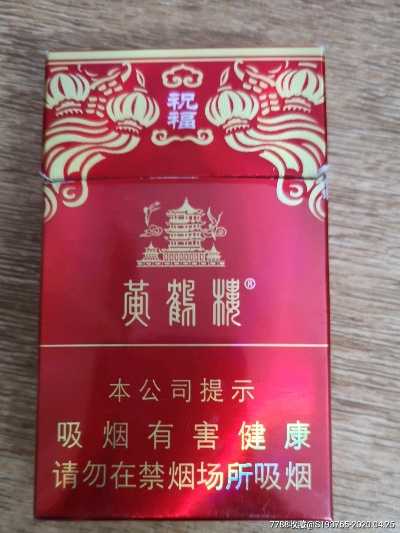 祝
福
黄鹤楼®
本公司提示
吸烟有害健康
请勿在禁烟场所吸烟
7788收藏@S193765-2020.04.25